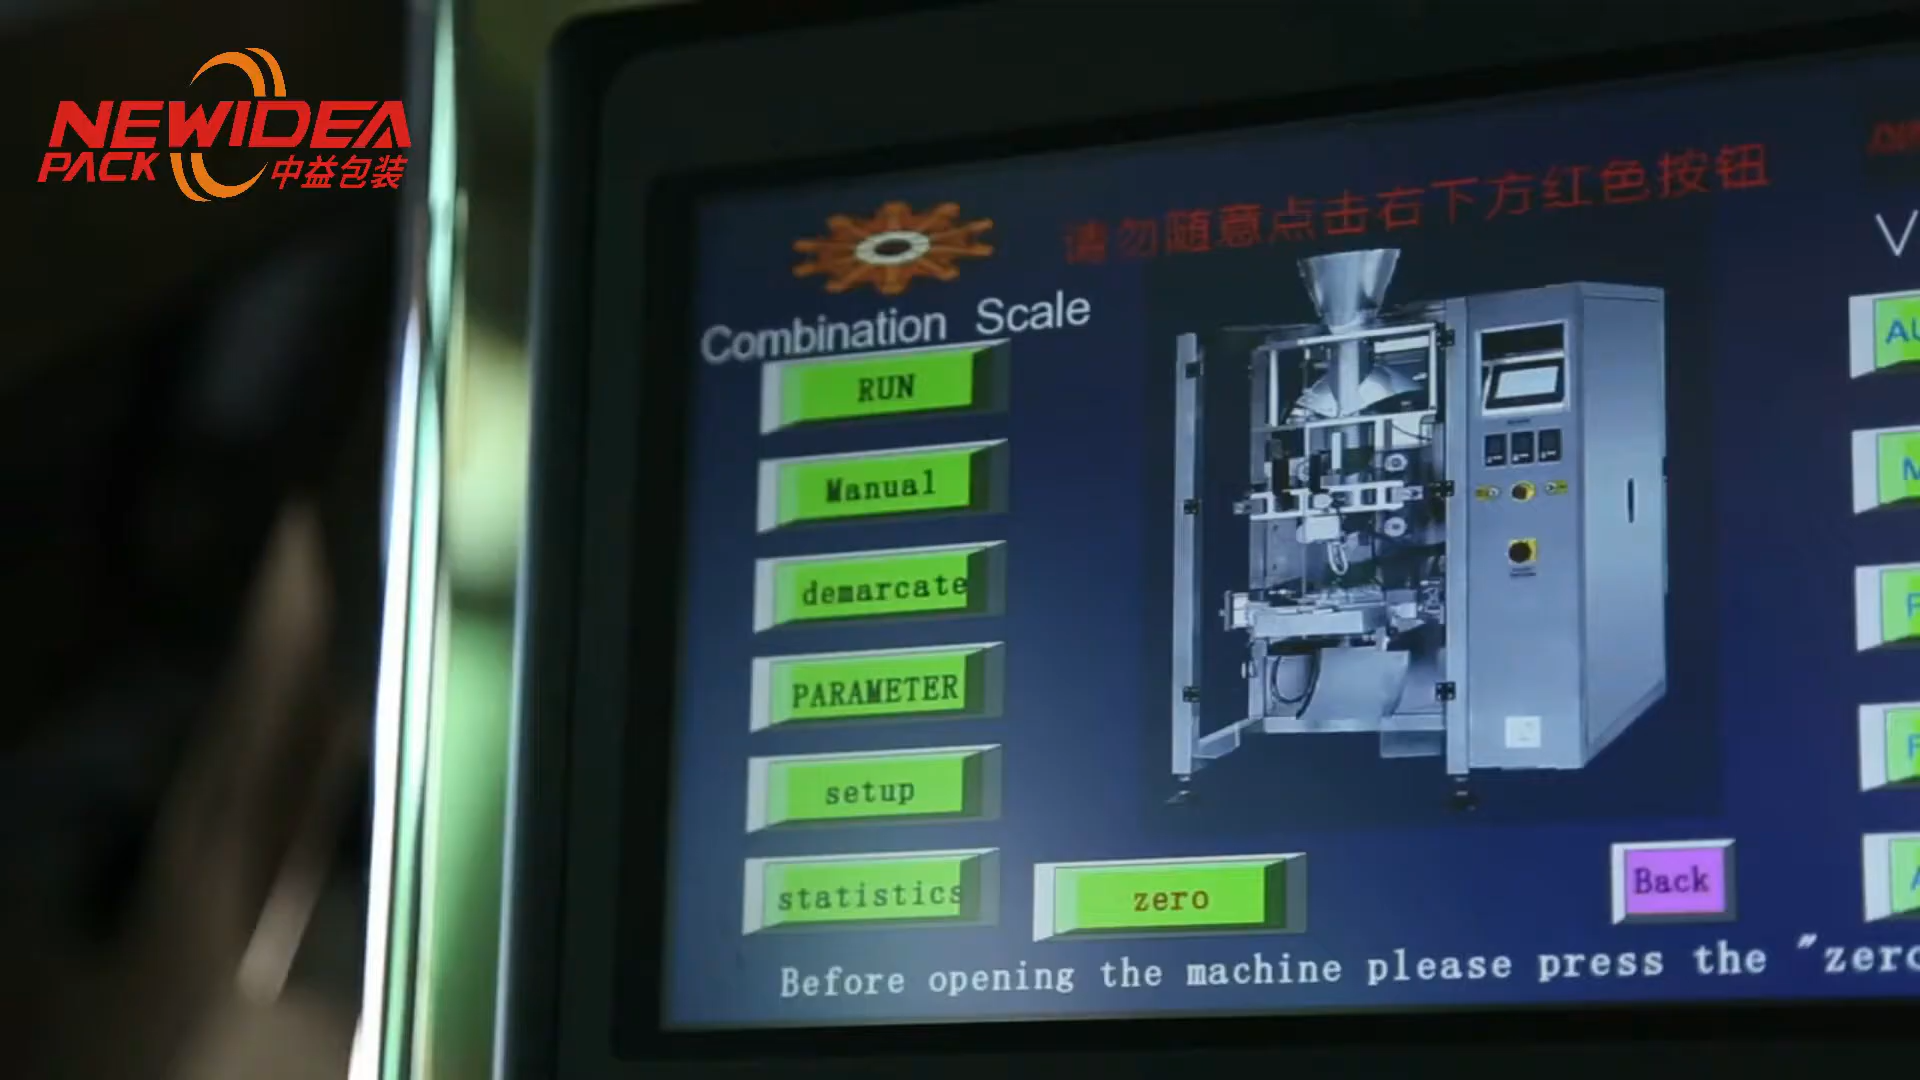 NEWIDEA
PACK 中益包装
请勿随意点击右下方红色按钮
Combination Scale
RUN
Manual
demarcate
PARAMETER
setup
statistics
zero
Back
Before opening the machine please press the "zero